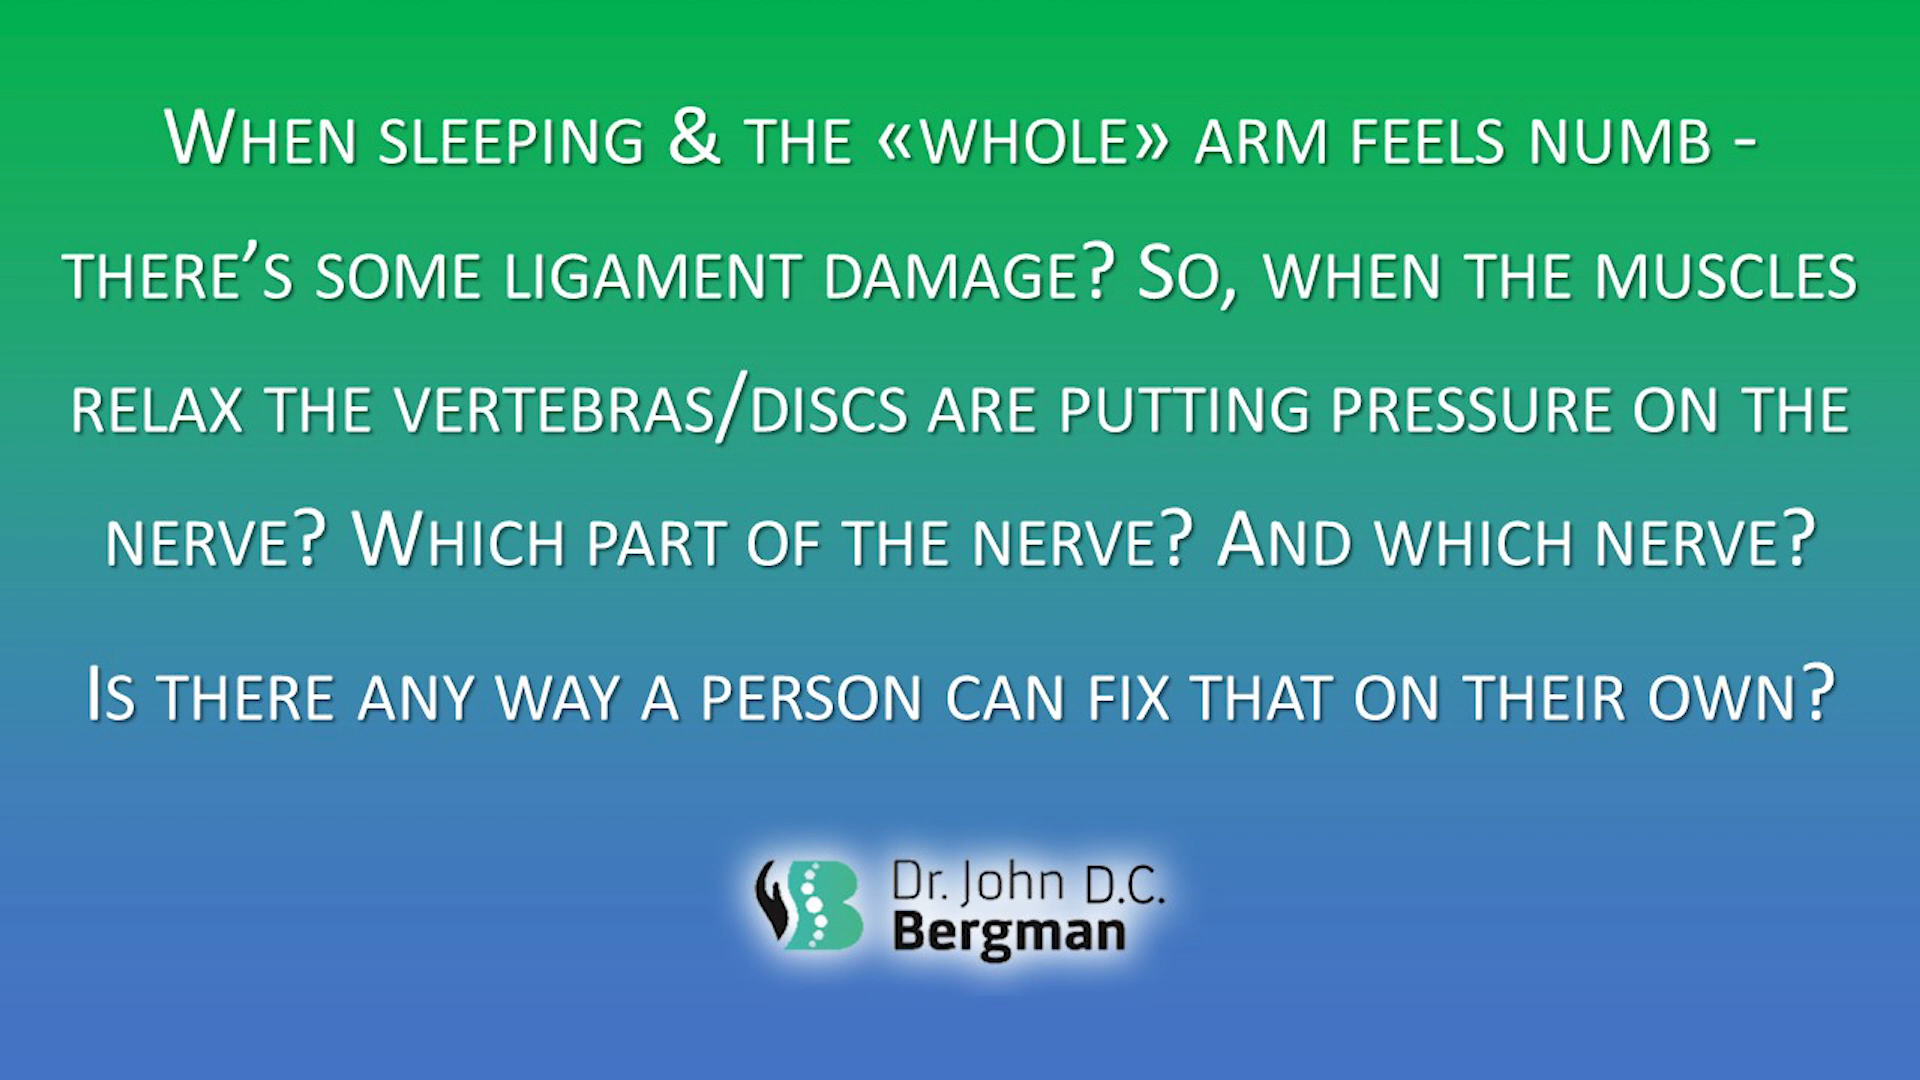 When sleeping & the «whole» arm feels numb -
there’s some ligament damage? So, when the muscles
relax the vertebras/discs are putting pressure on the
nerve? Which part of the nerve? And which nerve?
Is there any way a person can fix that on their own?
Dr. John D.C.
Bergman